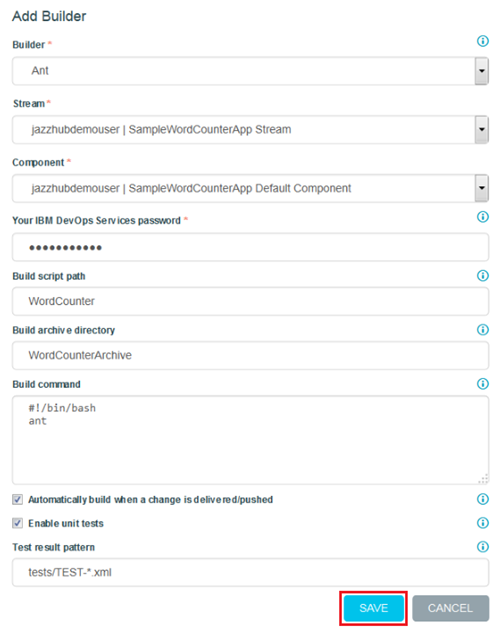 Add Builder
Builder *
Ant
Stream *
jazzhubdemouser | SampleWordCounterApp Stream
Component *
jazzhubdemouser | SampleWordCounterApp Default Component
Your IBM DevOps Services password *
●●●●●●●●●●●
Build script path
WordCounter
Build archive directory
WordCounterArchive
Build command
#!/bin/bash
ant
Automatically build when a change is delivered/pushed
Enable unit tests
Test result pattern
tests/TEST-*.xml
SAVE CANCEL